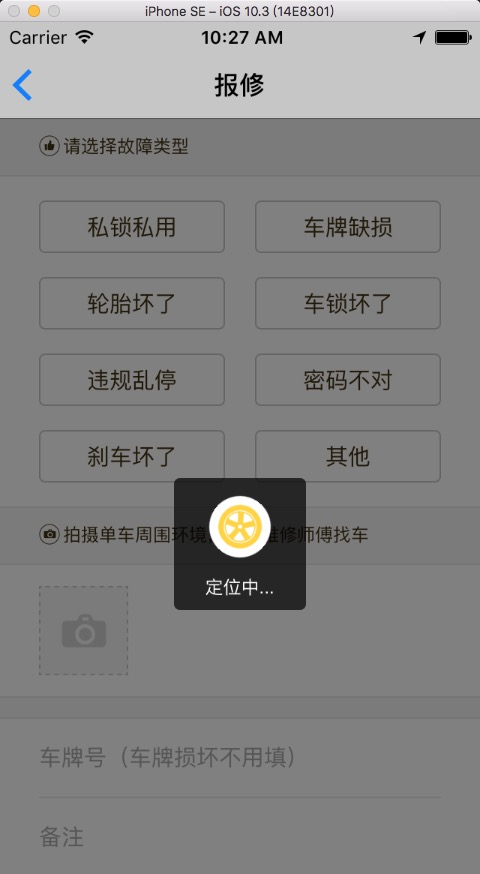 iPhone SE – iOS 10.3 (14E8301)
Carrier 10:27 AM
报修
请选择故障类型
私锁私用 车牌缺损
轮胎坏了 车锁坏了
违规乱停 密码不对
刹车坏了 其他
拍摄单车周围环境 维修师傅找车
定位中...
车牌号（车牌损坏不用填）
备注